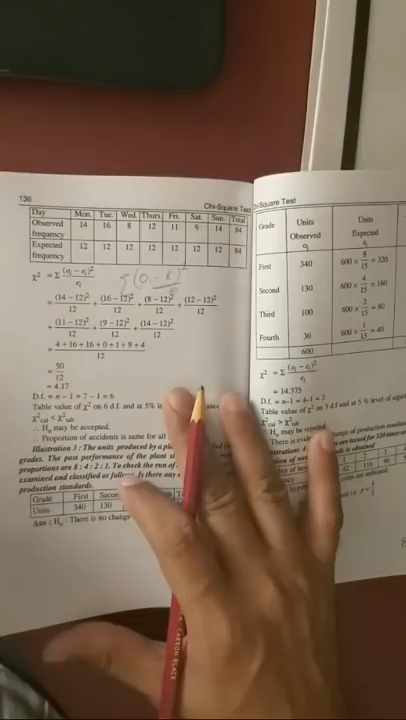 136
Chi-Square Test
Day Mon. Tue. Wed. Thurs. Fri. Sat. Sun. Total
Observed frequency 14 16 8 12 11 9 14 84
Expected frequency 12 12 12 12 12 12 12 84
χ² = Σ (oᵢ – eᵢ)² / eᵢ
= (14 –12)²/12 + (16 –12)²/12 + (8 –12)²/12 + (12 –12)²/12
+ (11 –12)²/12 + (9 –12)²/12 + (14 –12)²/12
= 4 + 16 + 16 + 0 + 1 + 9 + 4 / 12
= 50/12
= 4.17
D.f. = n – 1 = 7 – 1 = 6
Table value of χ² on 6 d.f. and at 5%
χ²cal < χ²tab
∴ H₀ may be accepted.
∴ Proportion of accidents is same for all
Illustration 3 : The units produced by a
grades. The past performance of the plant
proportions are 8 : 4 : 2 : 1. To check the run of
examined and classified as follows. Is there any
production standards.
Grade First
Units 340 130
Ans : H₀ : There is no change
Chi-Square Test
Grade Units Observed oᵢ Units Expected eᵢ
First 340 600 × 8/15 = 320
Second 130 600 × 4/15 = 160
Third 100 600 × 2/15 = 80
Fourth 30 600 × 1/15 = 40
600
χ² = Σ (oᵢ – eᵢ)² / eᵢ
= 14.375
D.f. = n – 1 = 4 – 1 = 3
Table value of χ² on 3 d.f and at 5 % level of
χ²cal > χ²tab
H₀ may be rejected.
CARBON BLACK